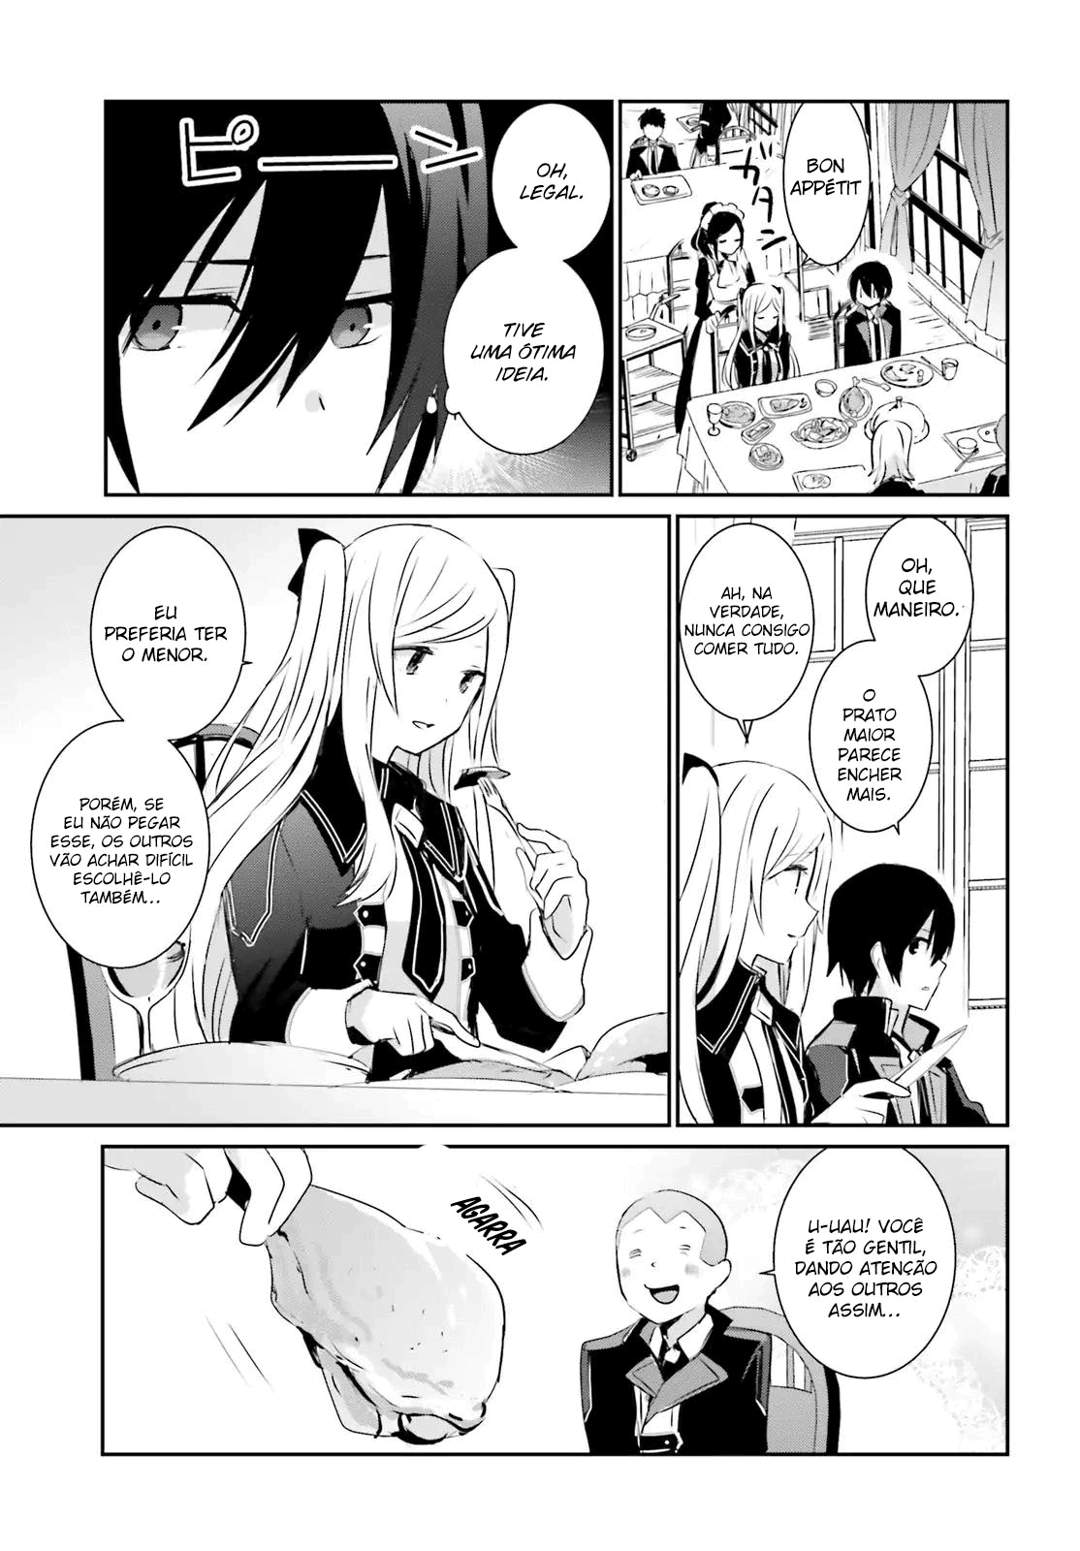 BON
APPÉTIT
ガタン
OH,
LEGAL.
TIVE
UMA ÓTIMA
IDEIA.
ピーーン
OH,
QUE
MANEIRO.
O
PRATO
MAIOR
PARECE
ENCHER
MAIS.
AH, NA
VERDADE,
NUNCA CONSIGO
COMER TUDO.
EU
PREFERIA TER
O MENOR.
PORÉM, SE
EU NÃO PEGAR
ESSE, OS OUTROS
VÃO ACHAR DIFÍCIL
ESCOLHÊ-LO
TAMBÉM...
U-UAU! VOCÊ
É TÃO GENTIL,
DANDO ATENÇÃO
AOS OUTROS
ASSIM...
AGARRA